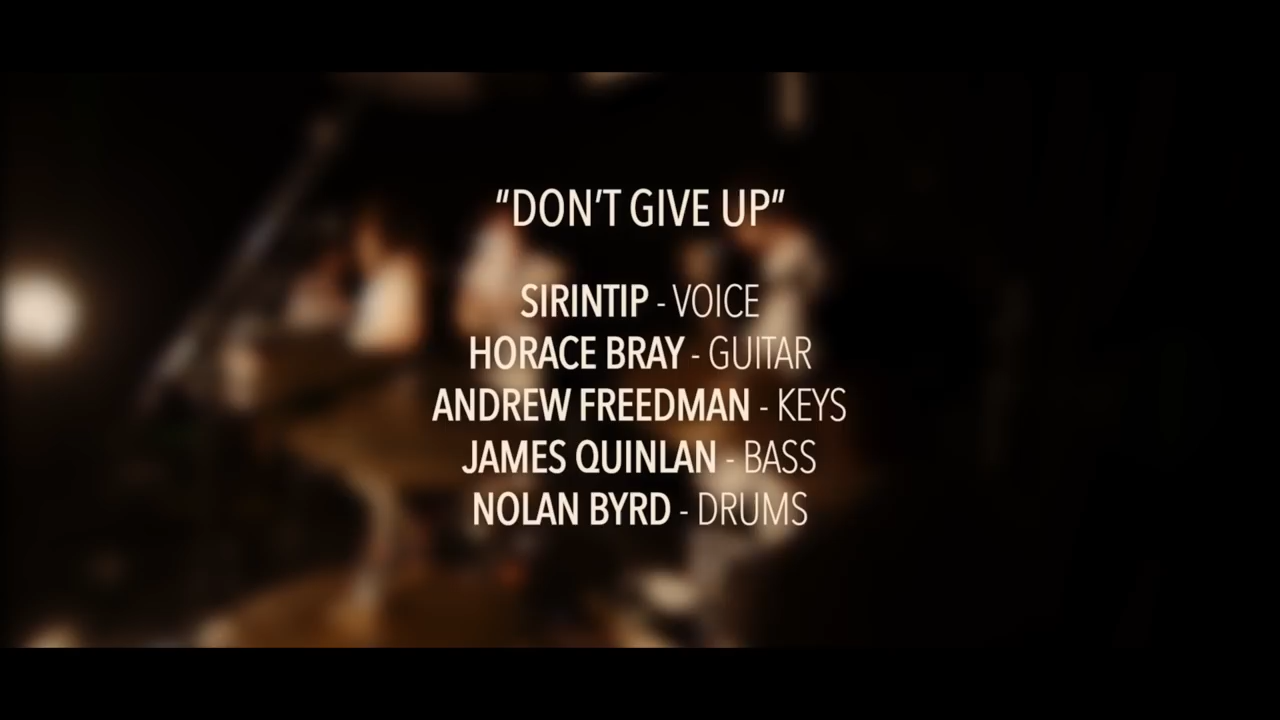 “DON’T GIVE UP”
SIRINTIP - VOICE
HORACE BRAY - GUITAR
ANDREW FREEDMAN - KEYS
JAMES QUINLAN - BASS
NOLAN BYRD - DRUMS